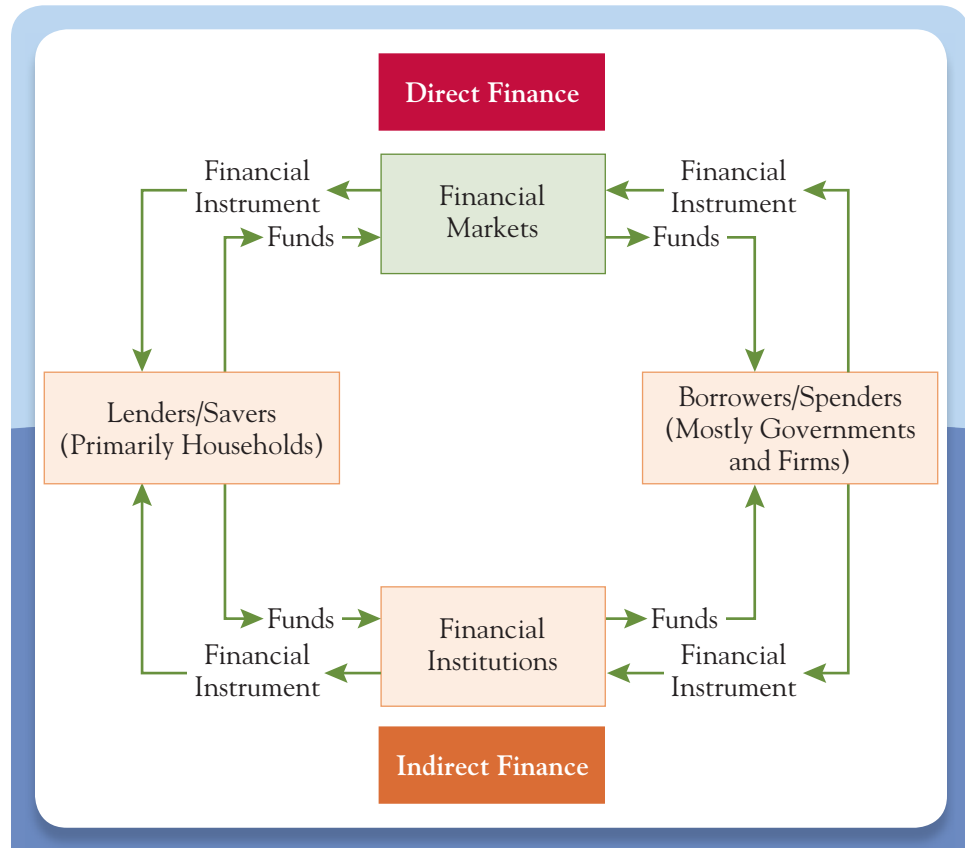 Direct Finance
Financial
Instrument
Financial
Markets
Financial
Instrument
Funds
Funds
Lenders/Savers
(Primarily Households)
Borrowers/Spenders
(Mostly Governments
and Firms)
Funds
Financial
Institutions
Funds
Financial
Instrument
Financial
Instrument
Indirect Finance